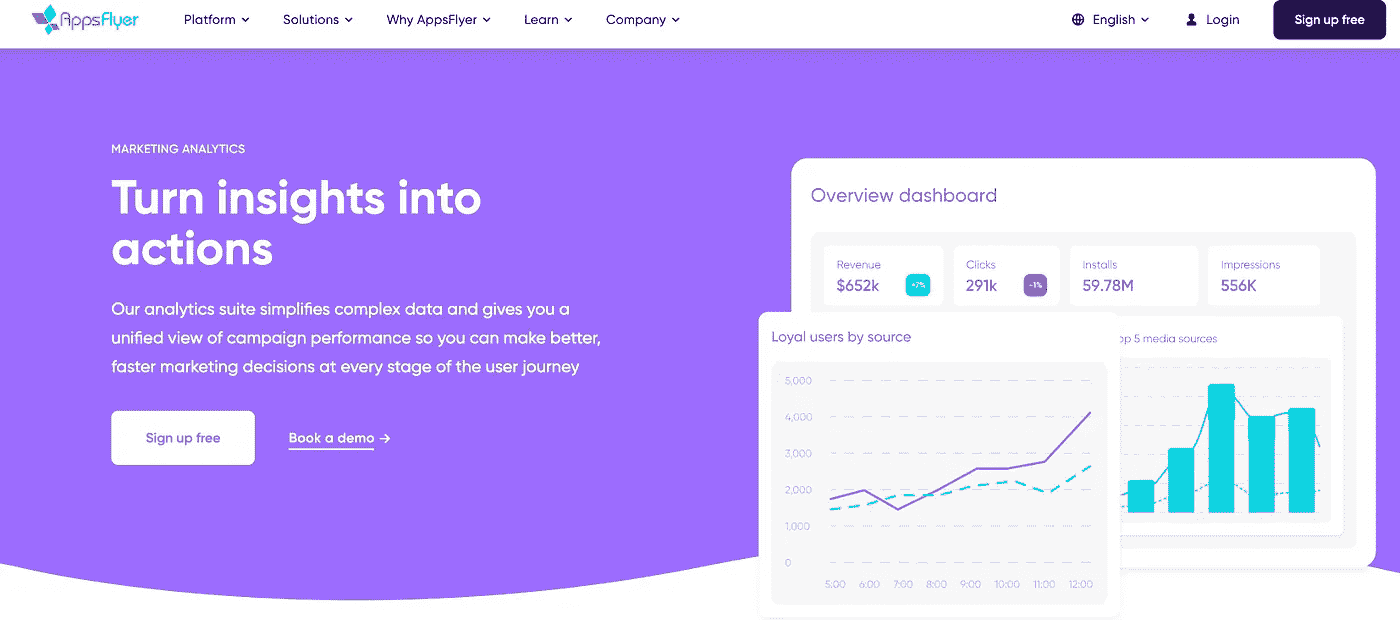 AppsFlyer
Platform
Solutions
Why AppsFlyer
Learn
Company
English
Login
Sign up free
MARKETING ANALYTICS
Turn insights into
actions
Our analytics suite simplifies complex data and gives you a
unified view of campaign performance so you can make better,
faster marketing decisions at every stage of the user journey
Sign up free
Book a demo →
Overview dashboard
Revenue
$652k
+7%
Clicks
291k
-1%
Installs
59.78M
Impressions
556K
Loyal users by source
5,000
4,000
3,000
2,000
1,000
0
5:00 6:00 7:00 8:00 9:00 10:00 11:00 12:00
op 5 media sources